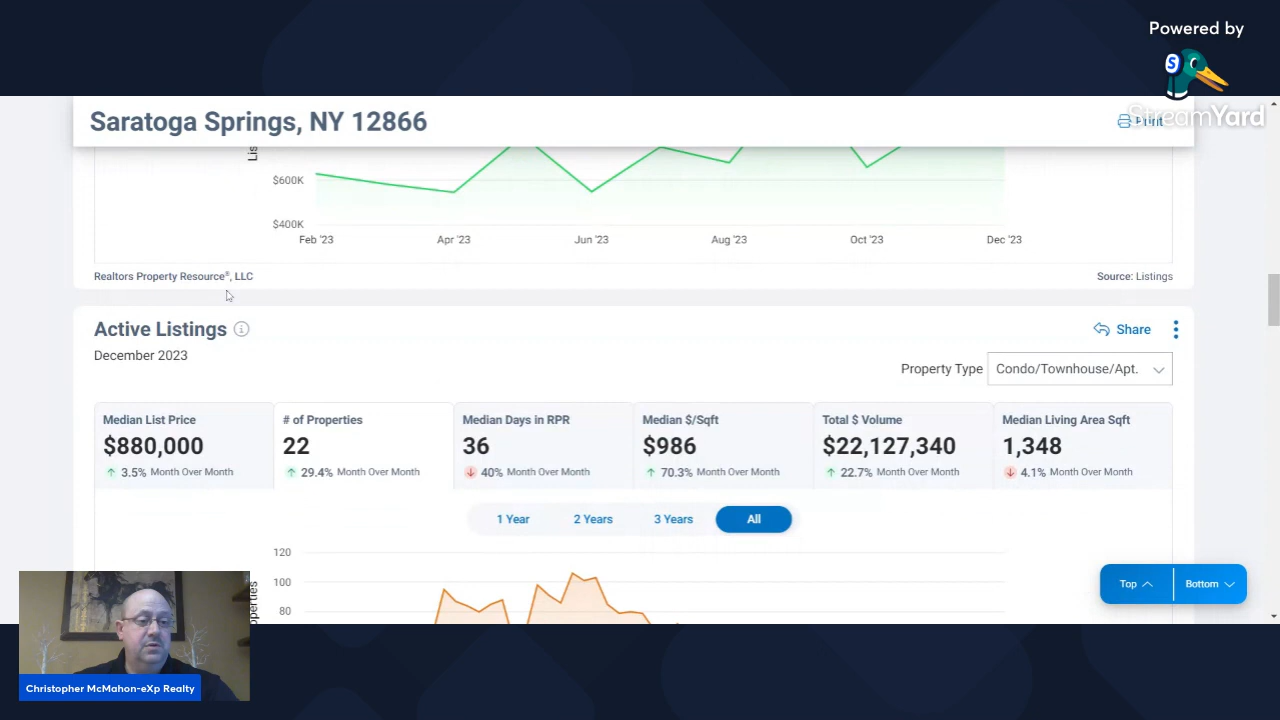 Powered by
S
StreamYard
Saratoga Springs, NY 12866
Print
Lis
$600K
$400K
Feb '23
Apr '23
Jun '23
Aug '23
Oct '23
Dec '23
Realtors Property Resource®, LLC
Source: Listings
Active Listings
Share
December 2023
Property Type
Condo/Townhouse/Apt.
Median List Price
$880,000
3.5% Month Over Month
# of Properties
22
29.4% Month Over Month
Median Days in RPR
36
40% Month Over Month
Median $/Sqft
$986
70.3% Month Over Month
Total $ Volume
$22,127,340
22.7% Month Over Month
Median Living Area Sqft
1,348
4.1% Month Over Month
1 Year
2 Years
3 Years
All
120
100
80
operties
Top
Bottom
Christopher McMahon-eXp Realty